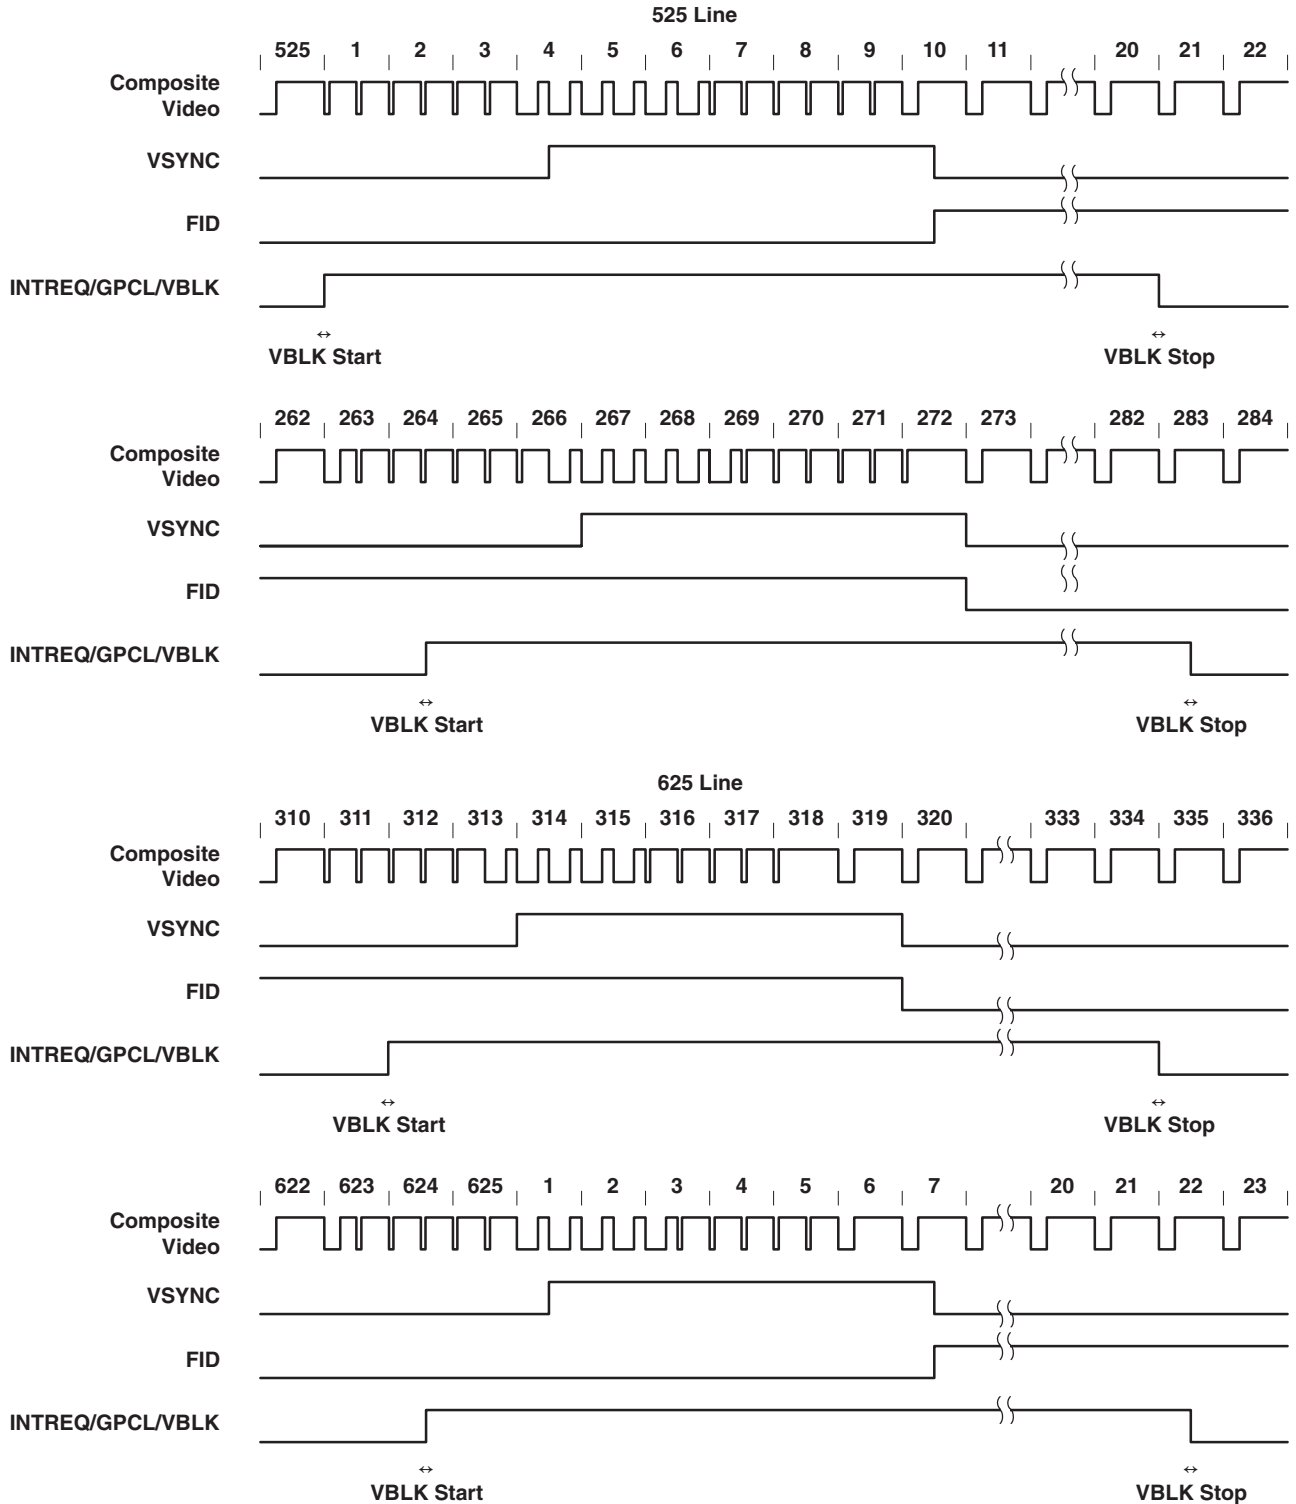 525 Line
525 1 2 3 4 5 6 7 8 9 10 11 20 21 22
Composite
Video
VSYNC
FID
INTREQ/GPCL/VBLK
VBLK Start VBLK Stop
262 263 264 265 266 267 268 269 270 271 272 273 282 283 284
Composite
Video
VSYNC
FID
INTREQ/GPCL/VBLK
VBLK Start VBLK Stop
625 Line
310 311 312 313 314 315 316 317 318 319 320 333 334 335 336
Composite
Video
VSYNC
FID
INTREQ/GPCL/VBLK
VBLK Start VBLK Stop
622 623 624 625 1 2 3 4 5 6 7 20 21 22 23
Composite
Video
VSYNC
FID
INTREQ/GPCL/VBLK
VBLK Start VBLK Stop